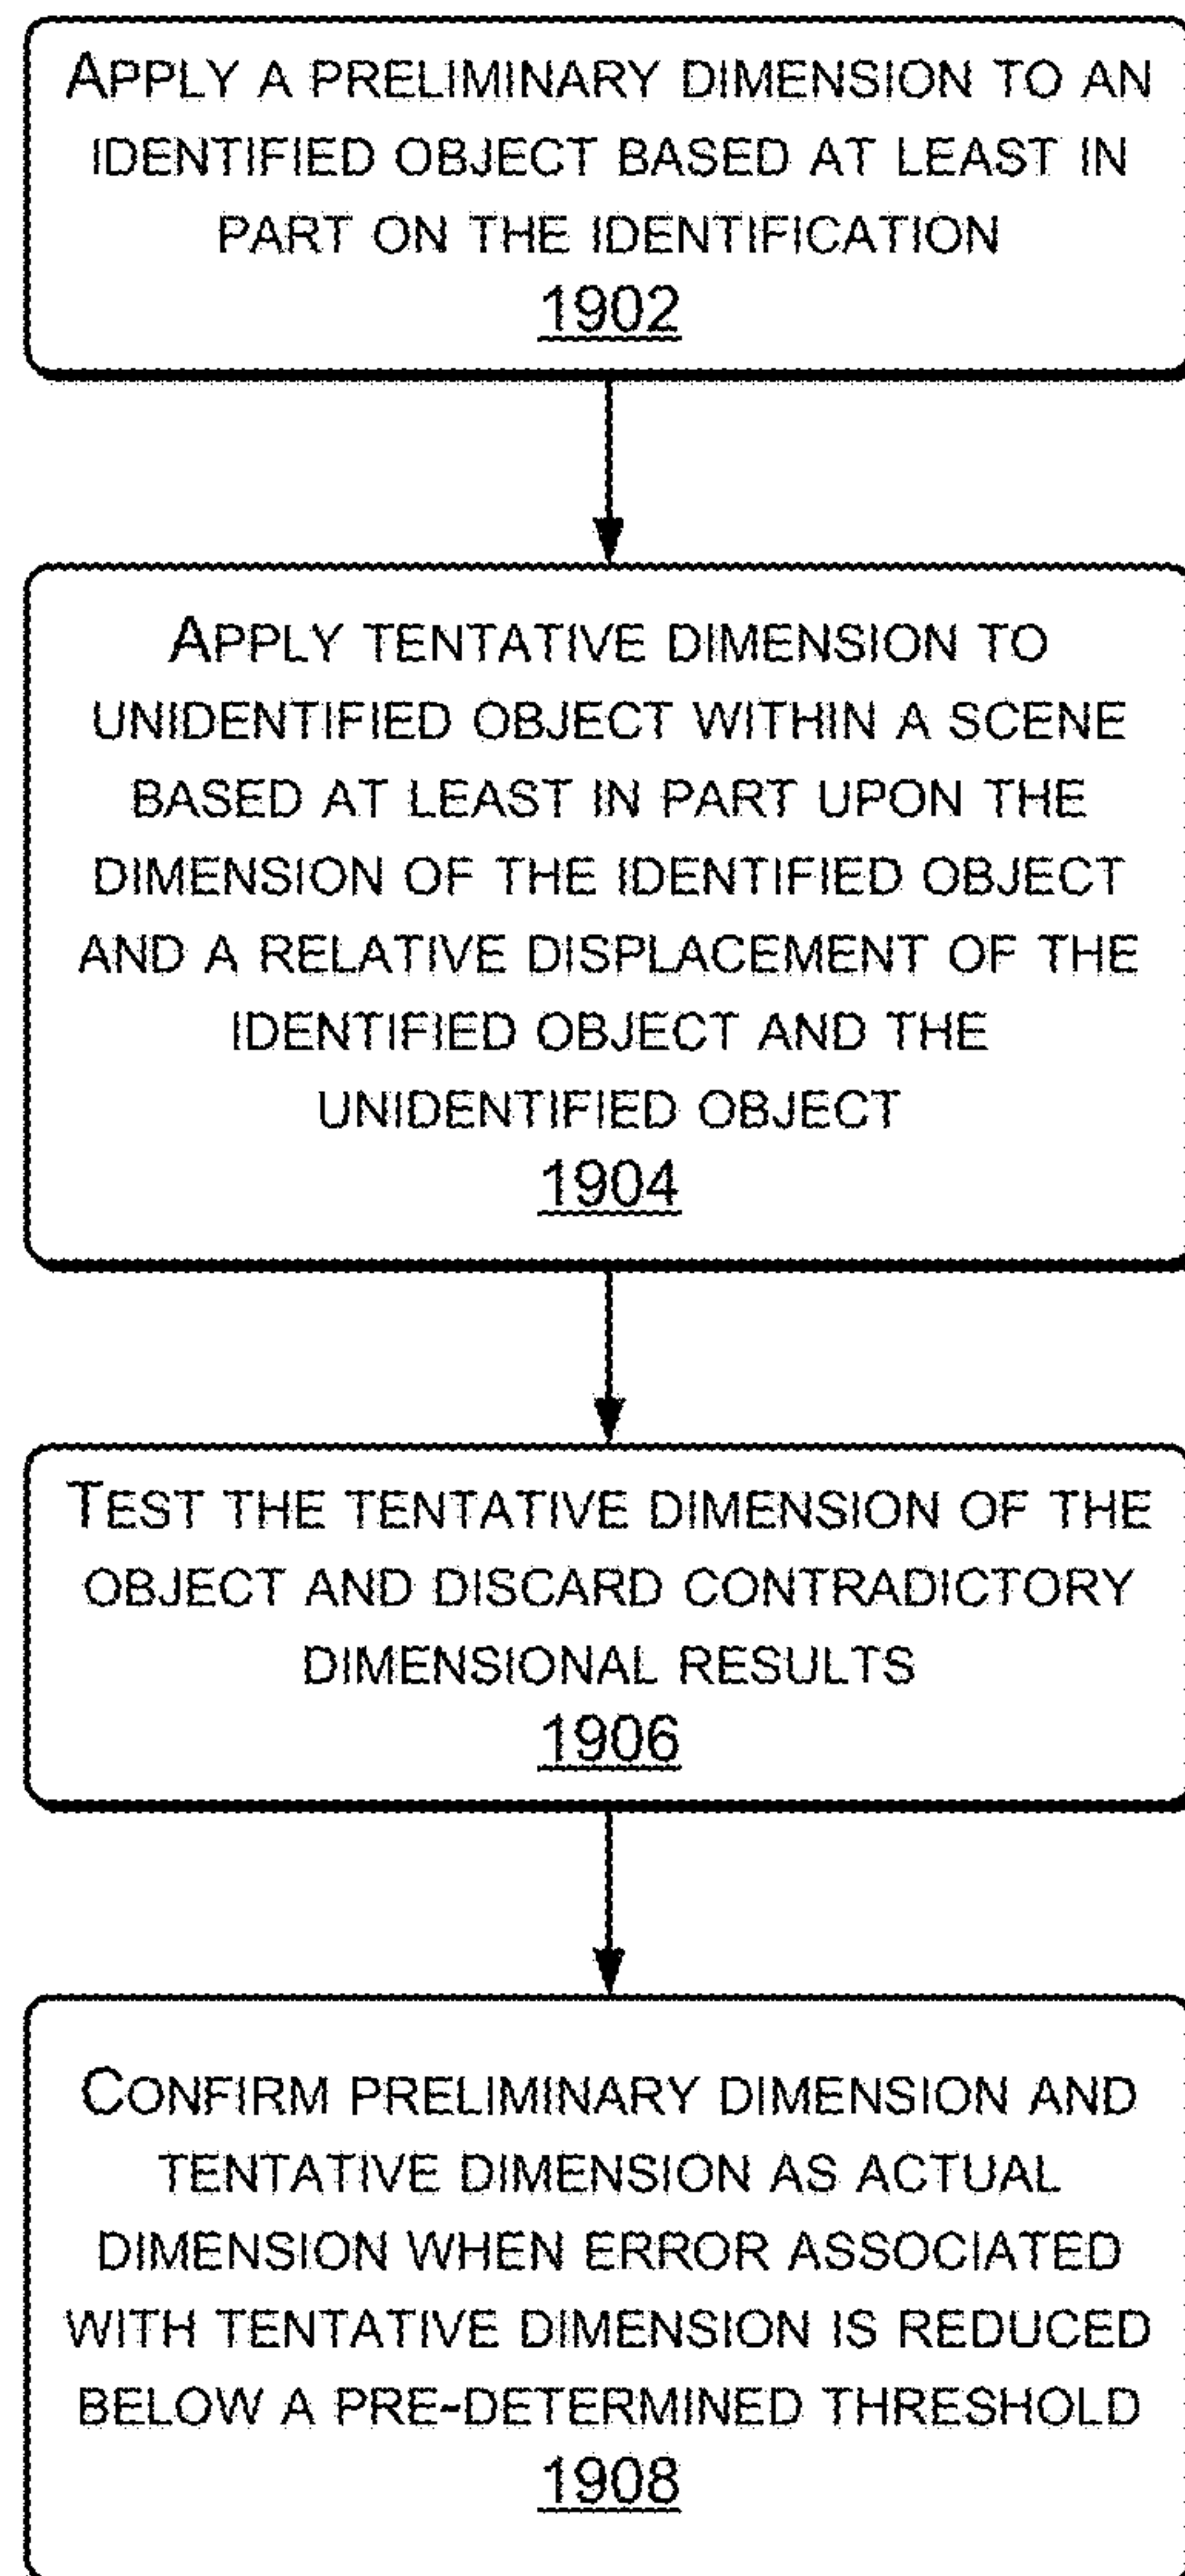 APPLY A PRELIMINARY DIMENSION TO AN
IDENTIFIED OBJECT BASED AT LEAST IN
PART ON THE IDENTIFICATION
1902
APPLY TENTATIVE DIMENSION TO
UNIDENTIFIED OBJECT WITHIN A SCENE
BASED AT LEAST IN PART UPON THE
DIMENSION OF THE IDENTIFIED OBJECT
AND A RELATIVE DISPLACEMENT OF THE
IDENTIFIED OBJECT AND THE
UNIDENTIFIED OBJECT
1904
TEST THE TENTATIVE DIMENSION OF THE
OBJECT AND DISCARD CONTRADICTORY
DIMENSIONAL RESULTS
1906
CONFIRM PRELIMINARY DIMENSION AND
TENTATIVE DIMENSION AS ACTUAL
DIMENSION WHEN ERROR ASSOCIATED
WITH TENTATIVE DIMENSION IS REDUCED
BELOW A PRE-DETERMINED THRESHOLD
1908